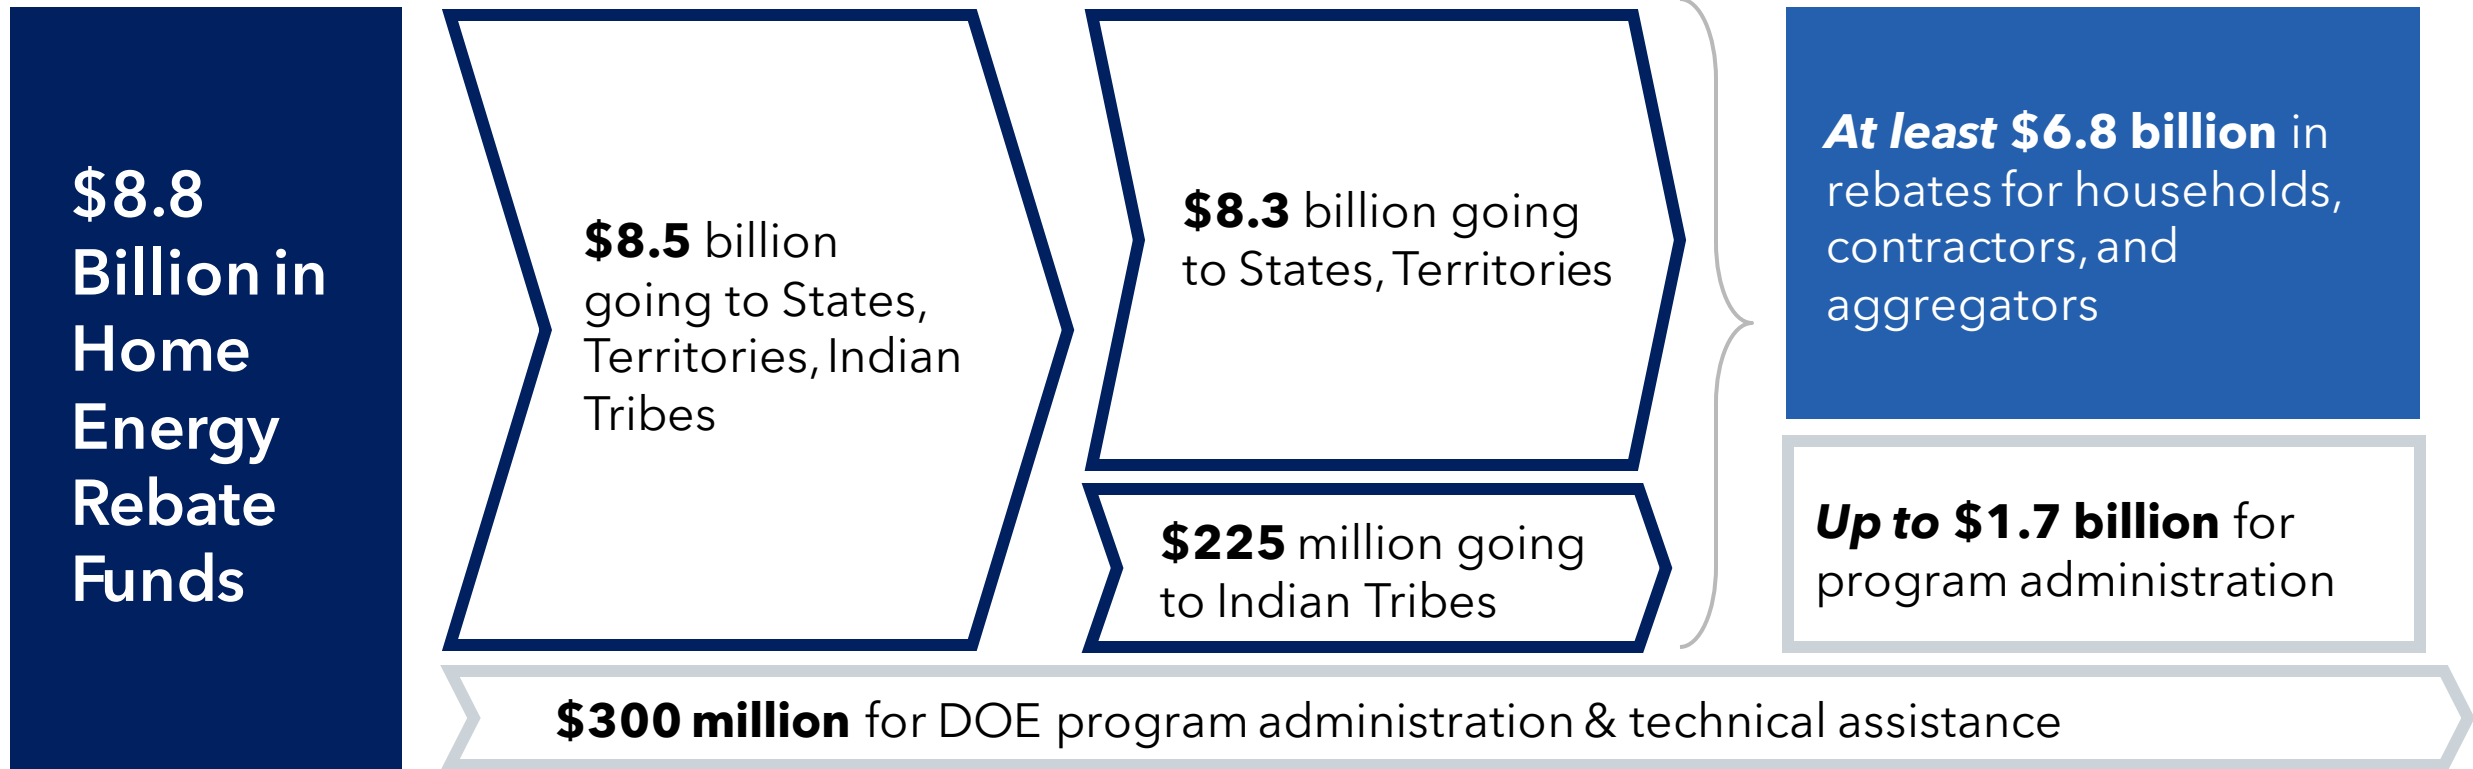 $8.8
Billion in
Home
Energy
Rebate
Funds
$8.5 billion
going to States,
Territories, Indian
Tribes
$8.3 billion going
to States, Territories
$225 million going
to Indian Tribes
At least $6.8 billion in
rebates for households,
contractors, and
aggregators
Up to $1.7 billion for
program administration
$300 million for DOE program administration & technical assistance